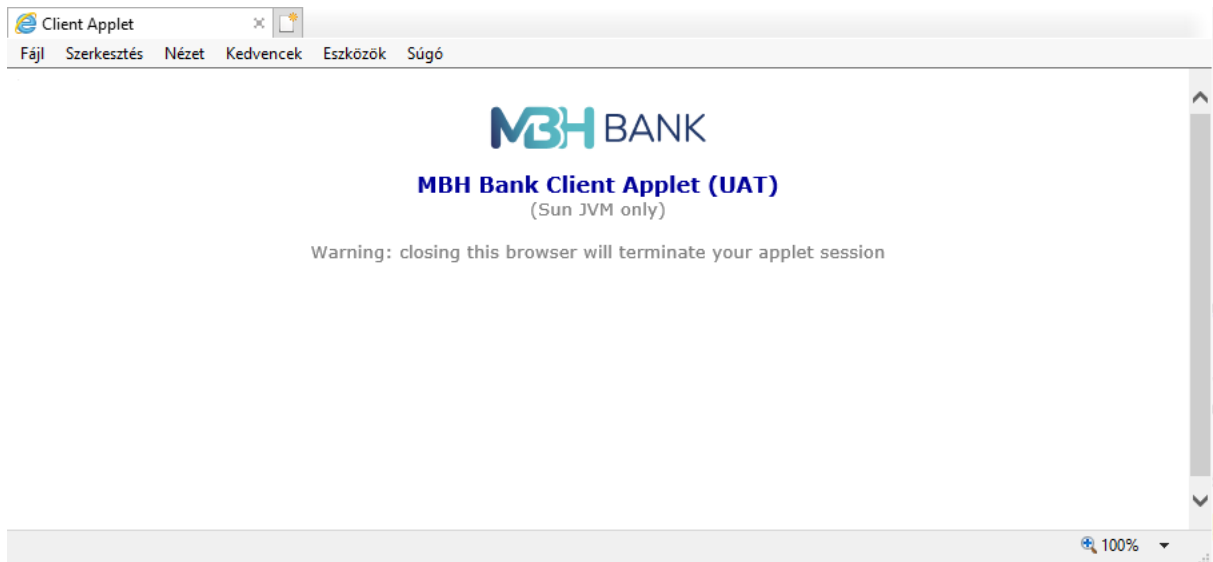 Client Applet
Fájl Szerkesztés Nézet Kedvencek Eszközök Súgó
MBH BANK
MBH Bank Client Applet (UAT)
(Sun JVM only)
Warning: closing this browser will terminate your applet session
100%